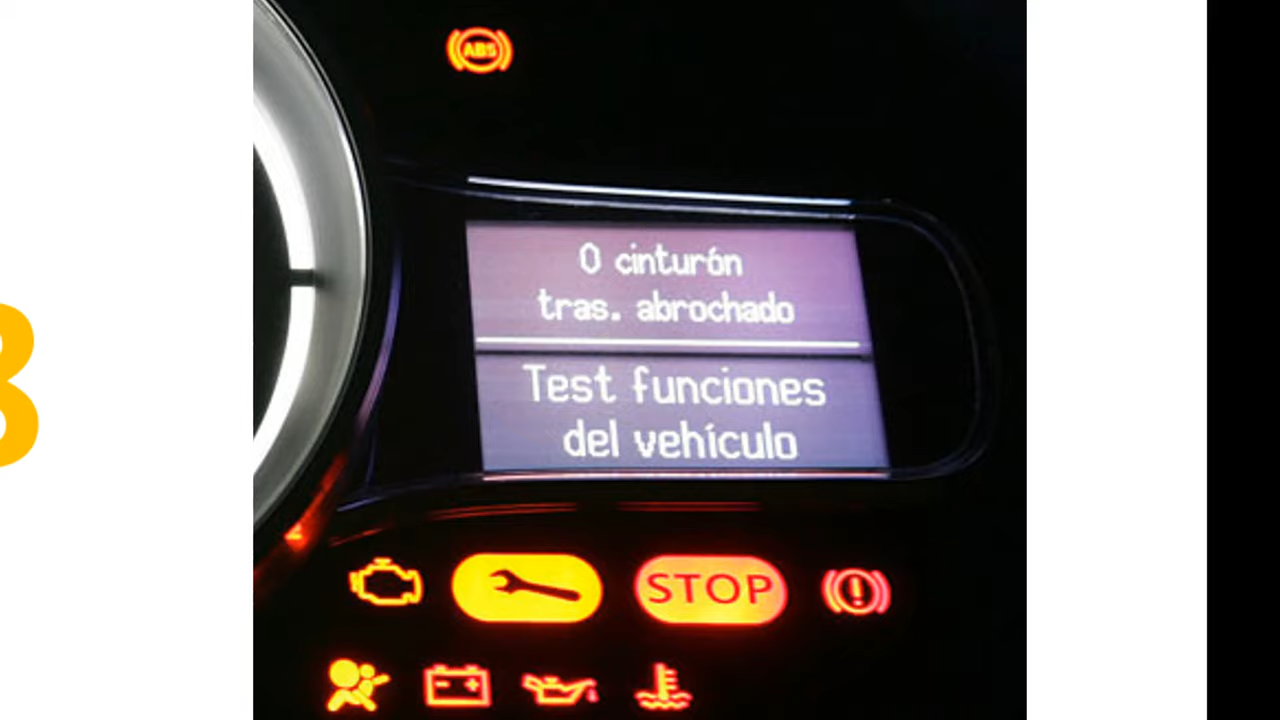 ABS
0 cinturón
tras. abrochado
Test funciones
del vehículo
STOP